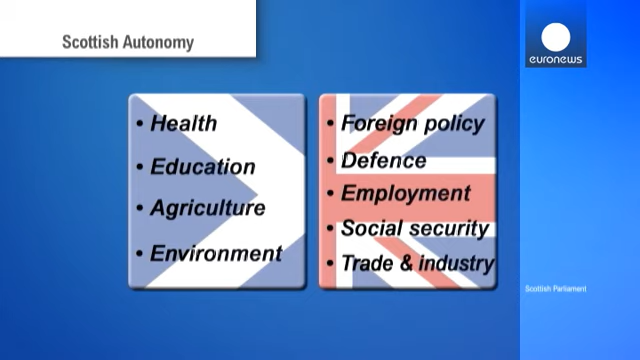 Scottish Autonomy
euronews
• Health
• Education
• Agriculture
• Environment
• Foreign policy
• Defence
• Employment
• Social security
• Trade & industry
Scottish Parliament